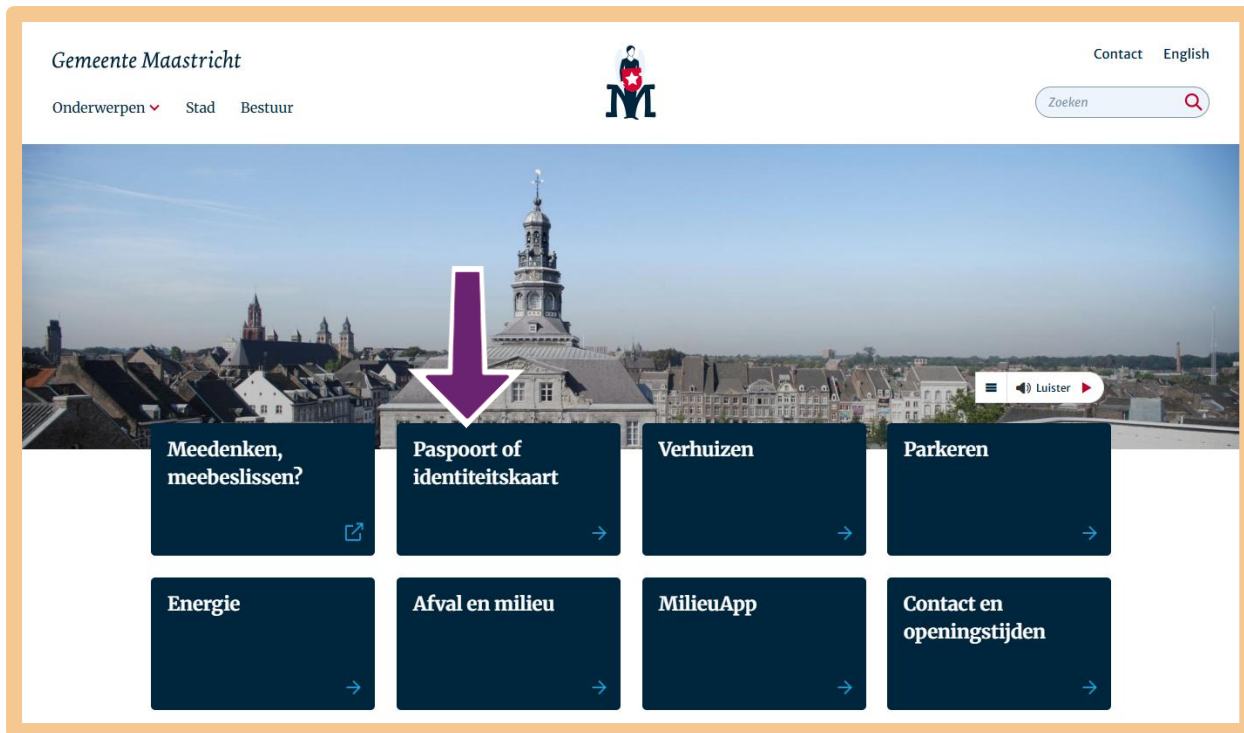 Gemeente Maastricht
Contact English
Onderwerpen Stad Bestuur
Zoeken
M
Luister
Meedenken,
meebeslissen?
Paspoort of
identiteitskaart
Verhuizen
Parkeren
Energie
Afval en milieu
MilieuApp
Contact en
openingstijden